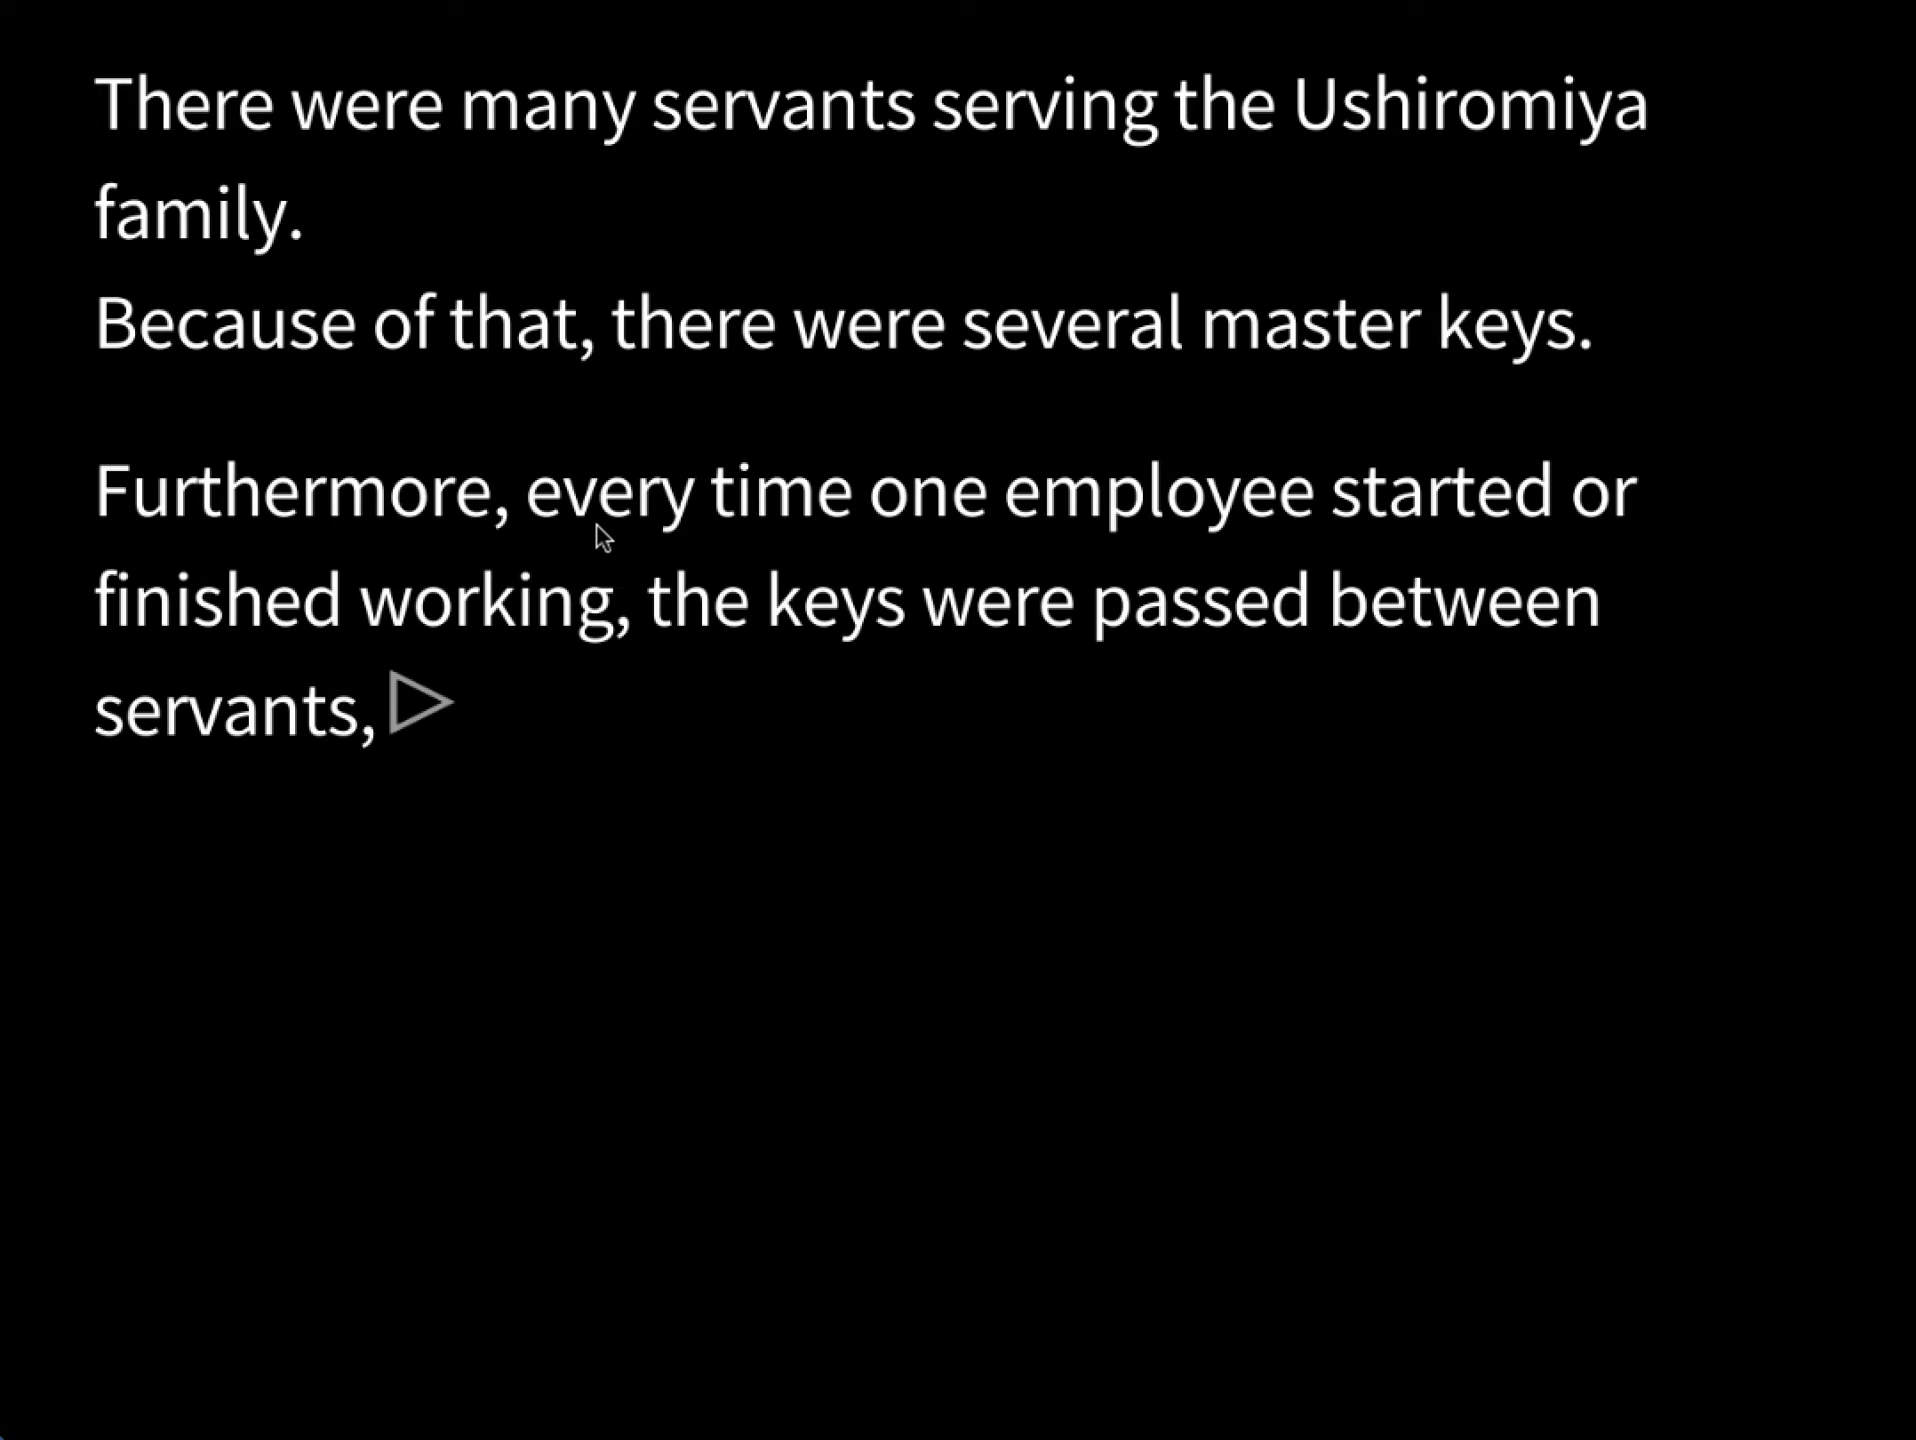 There were many servants serving the Ushiromiya
family.
Because of that, there were several master keys.
Furthermore, every time one employee started or
finished working, the keys were passed between
servants,